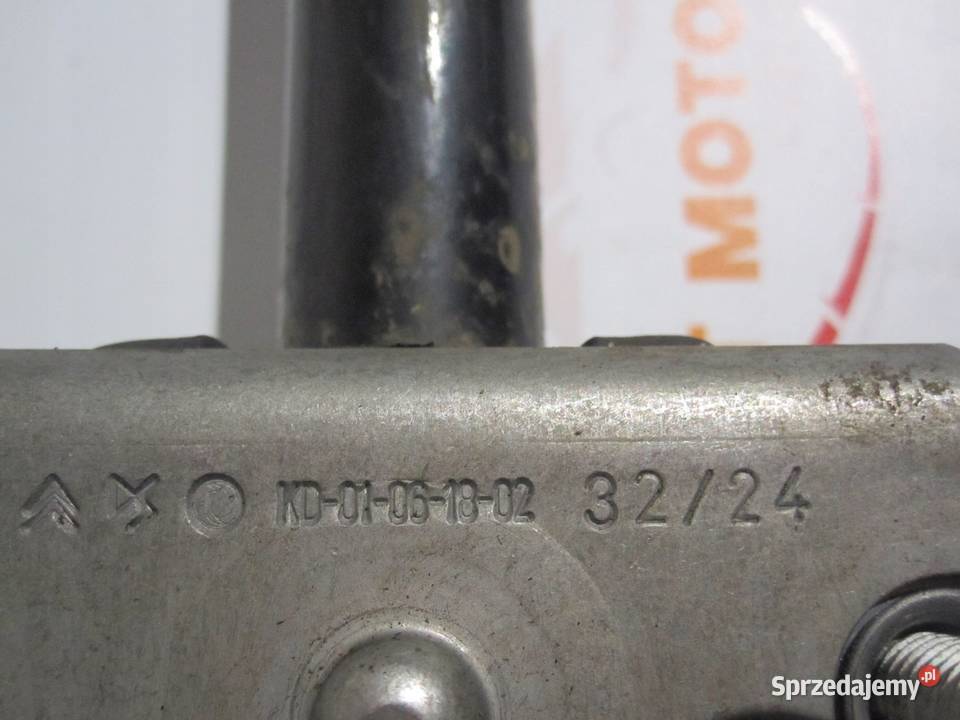 MOTO
KD-01-06-18-02 32/24
Sprzedajemy.pl